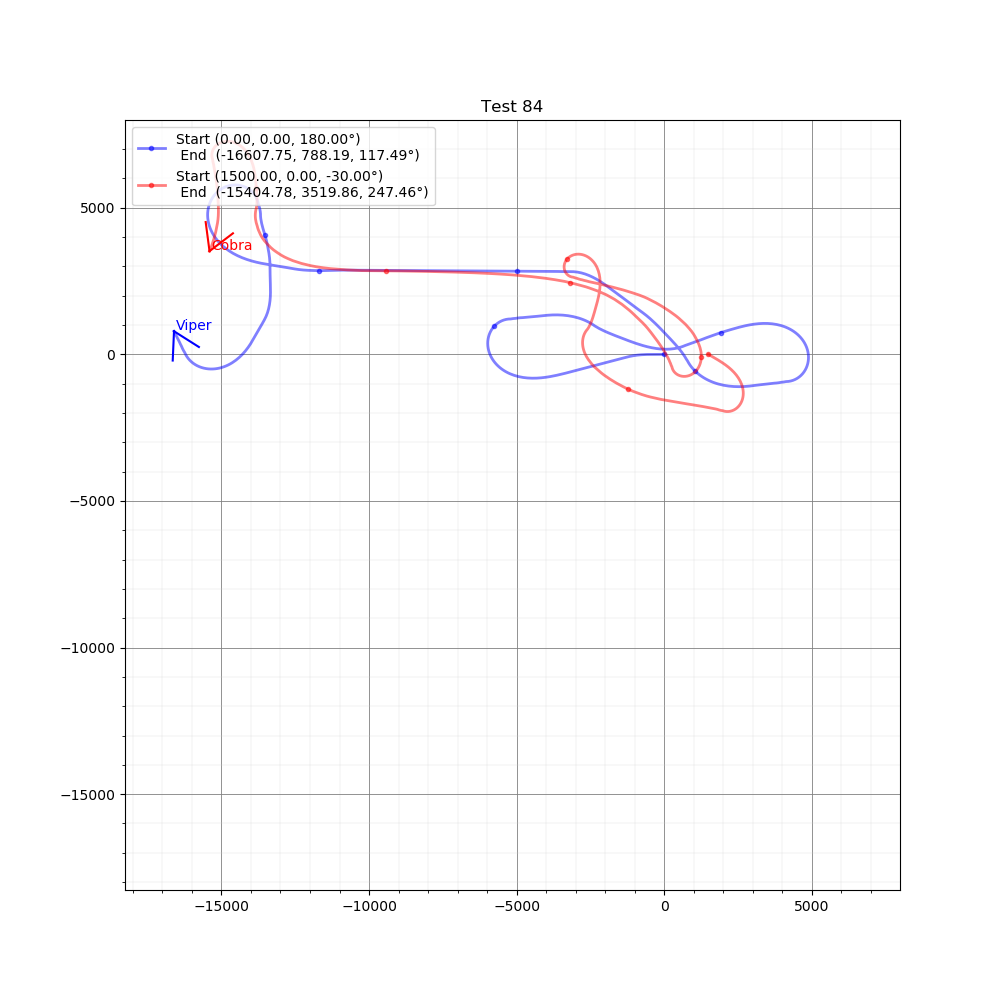 Test 84
Start (0.00, 0.00, 180.00°)
End (-16607.75, 788.19, 117.49°)
Start (1500.00, 0.00, -30.00°)
End (-15404.78, 3519.86, 247.46°)
5000
Cobra
Viper
0
−5000
−10000
−15000
−15000 −10000 −5000 0 5000